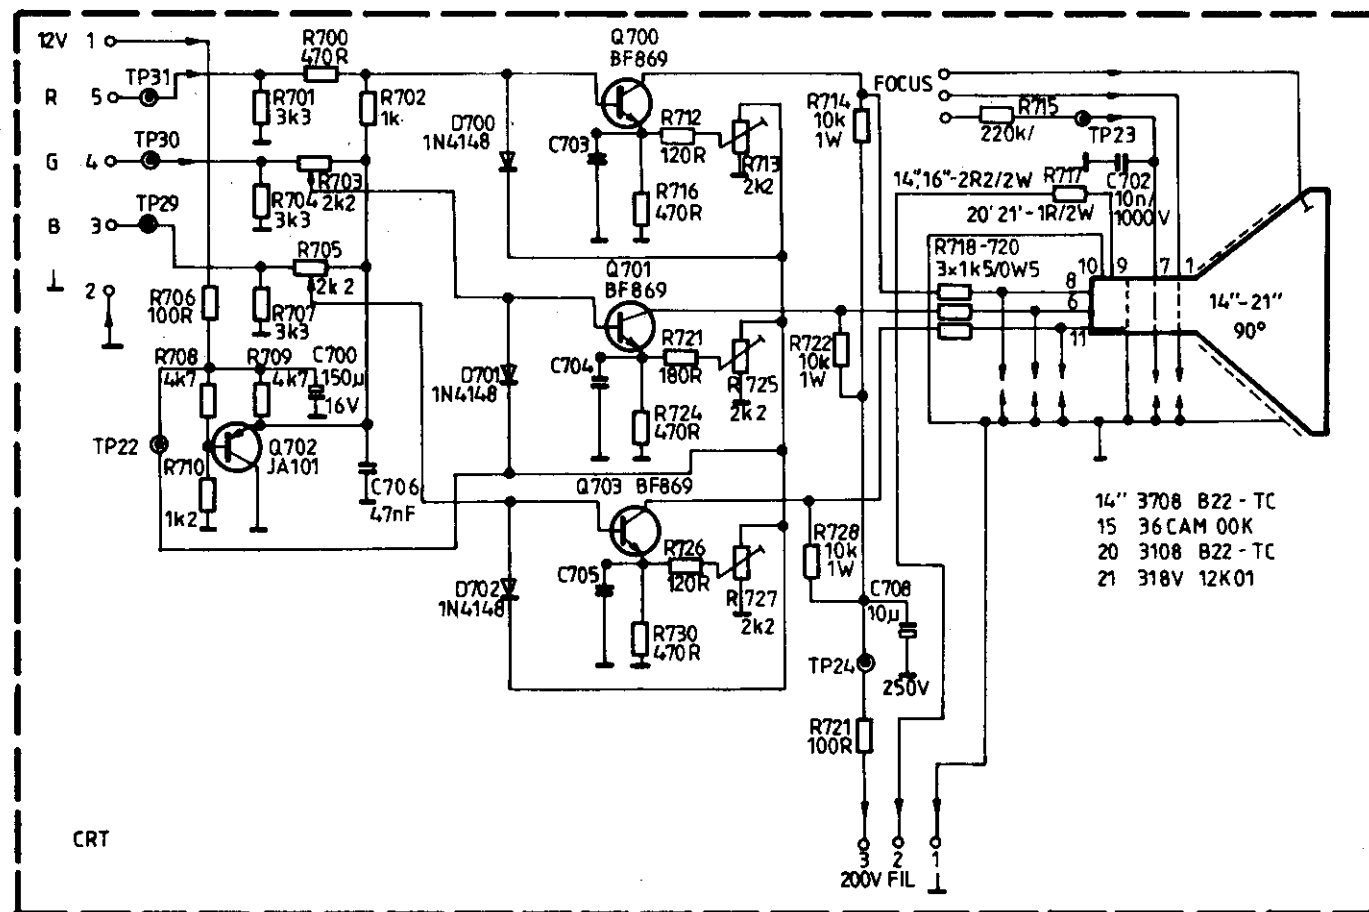 12V 1
R 5
G 4
B 3
⊥ 2
TP31
TP30
TP29
R700
470R
R701
3k3
R702
1k
R703
2k2
R704
3k3
R705
2k2
R706
100R
R707
3k3
R708
4k7
R709
4k7
C700
150µ
16V
TP22
R710
1k2
Q702
JA101
C706
47nF
Q700
BF869
D700
1N4148
C703
R712
120R
R713
2k2
R716
470R
Q701
BF869
D701
1N4148
C704
R721
180R
R725
2k2
R724
470R
Q703 BF869
D702
1N4148
C705
R726
120R
R727
2k2
R730
470R
R714
10k
1W
R722
10k
1W
R728
10k
1W
C708
10µ
250V
TP24
R721
100R
FOCUS
R715
220k/
TP23
C702
10n/
1000V
14",16"-2R2/2W R717
20' 21'-1R/2W
R718-720
3x1k5/0W5
10 9 7 1
8
6
11
14"-21"
90°
14" 3708 B22-TC
15 36CAM 00K
20 3108 B22-TC
21 318V 12K01
3 2 1
200V FIL ⊥
CRT